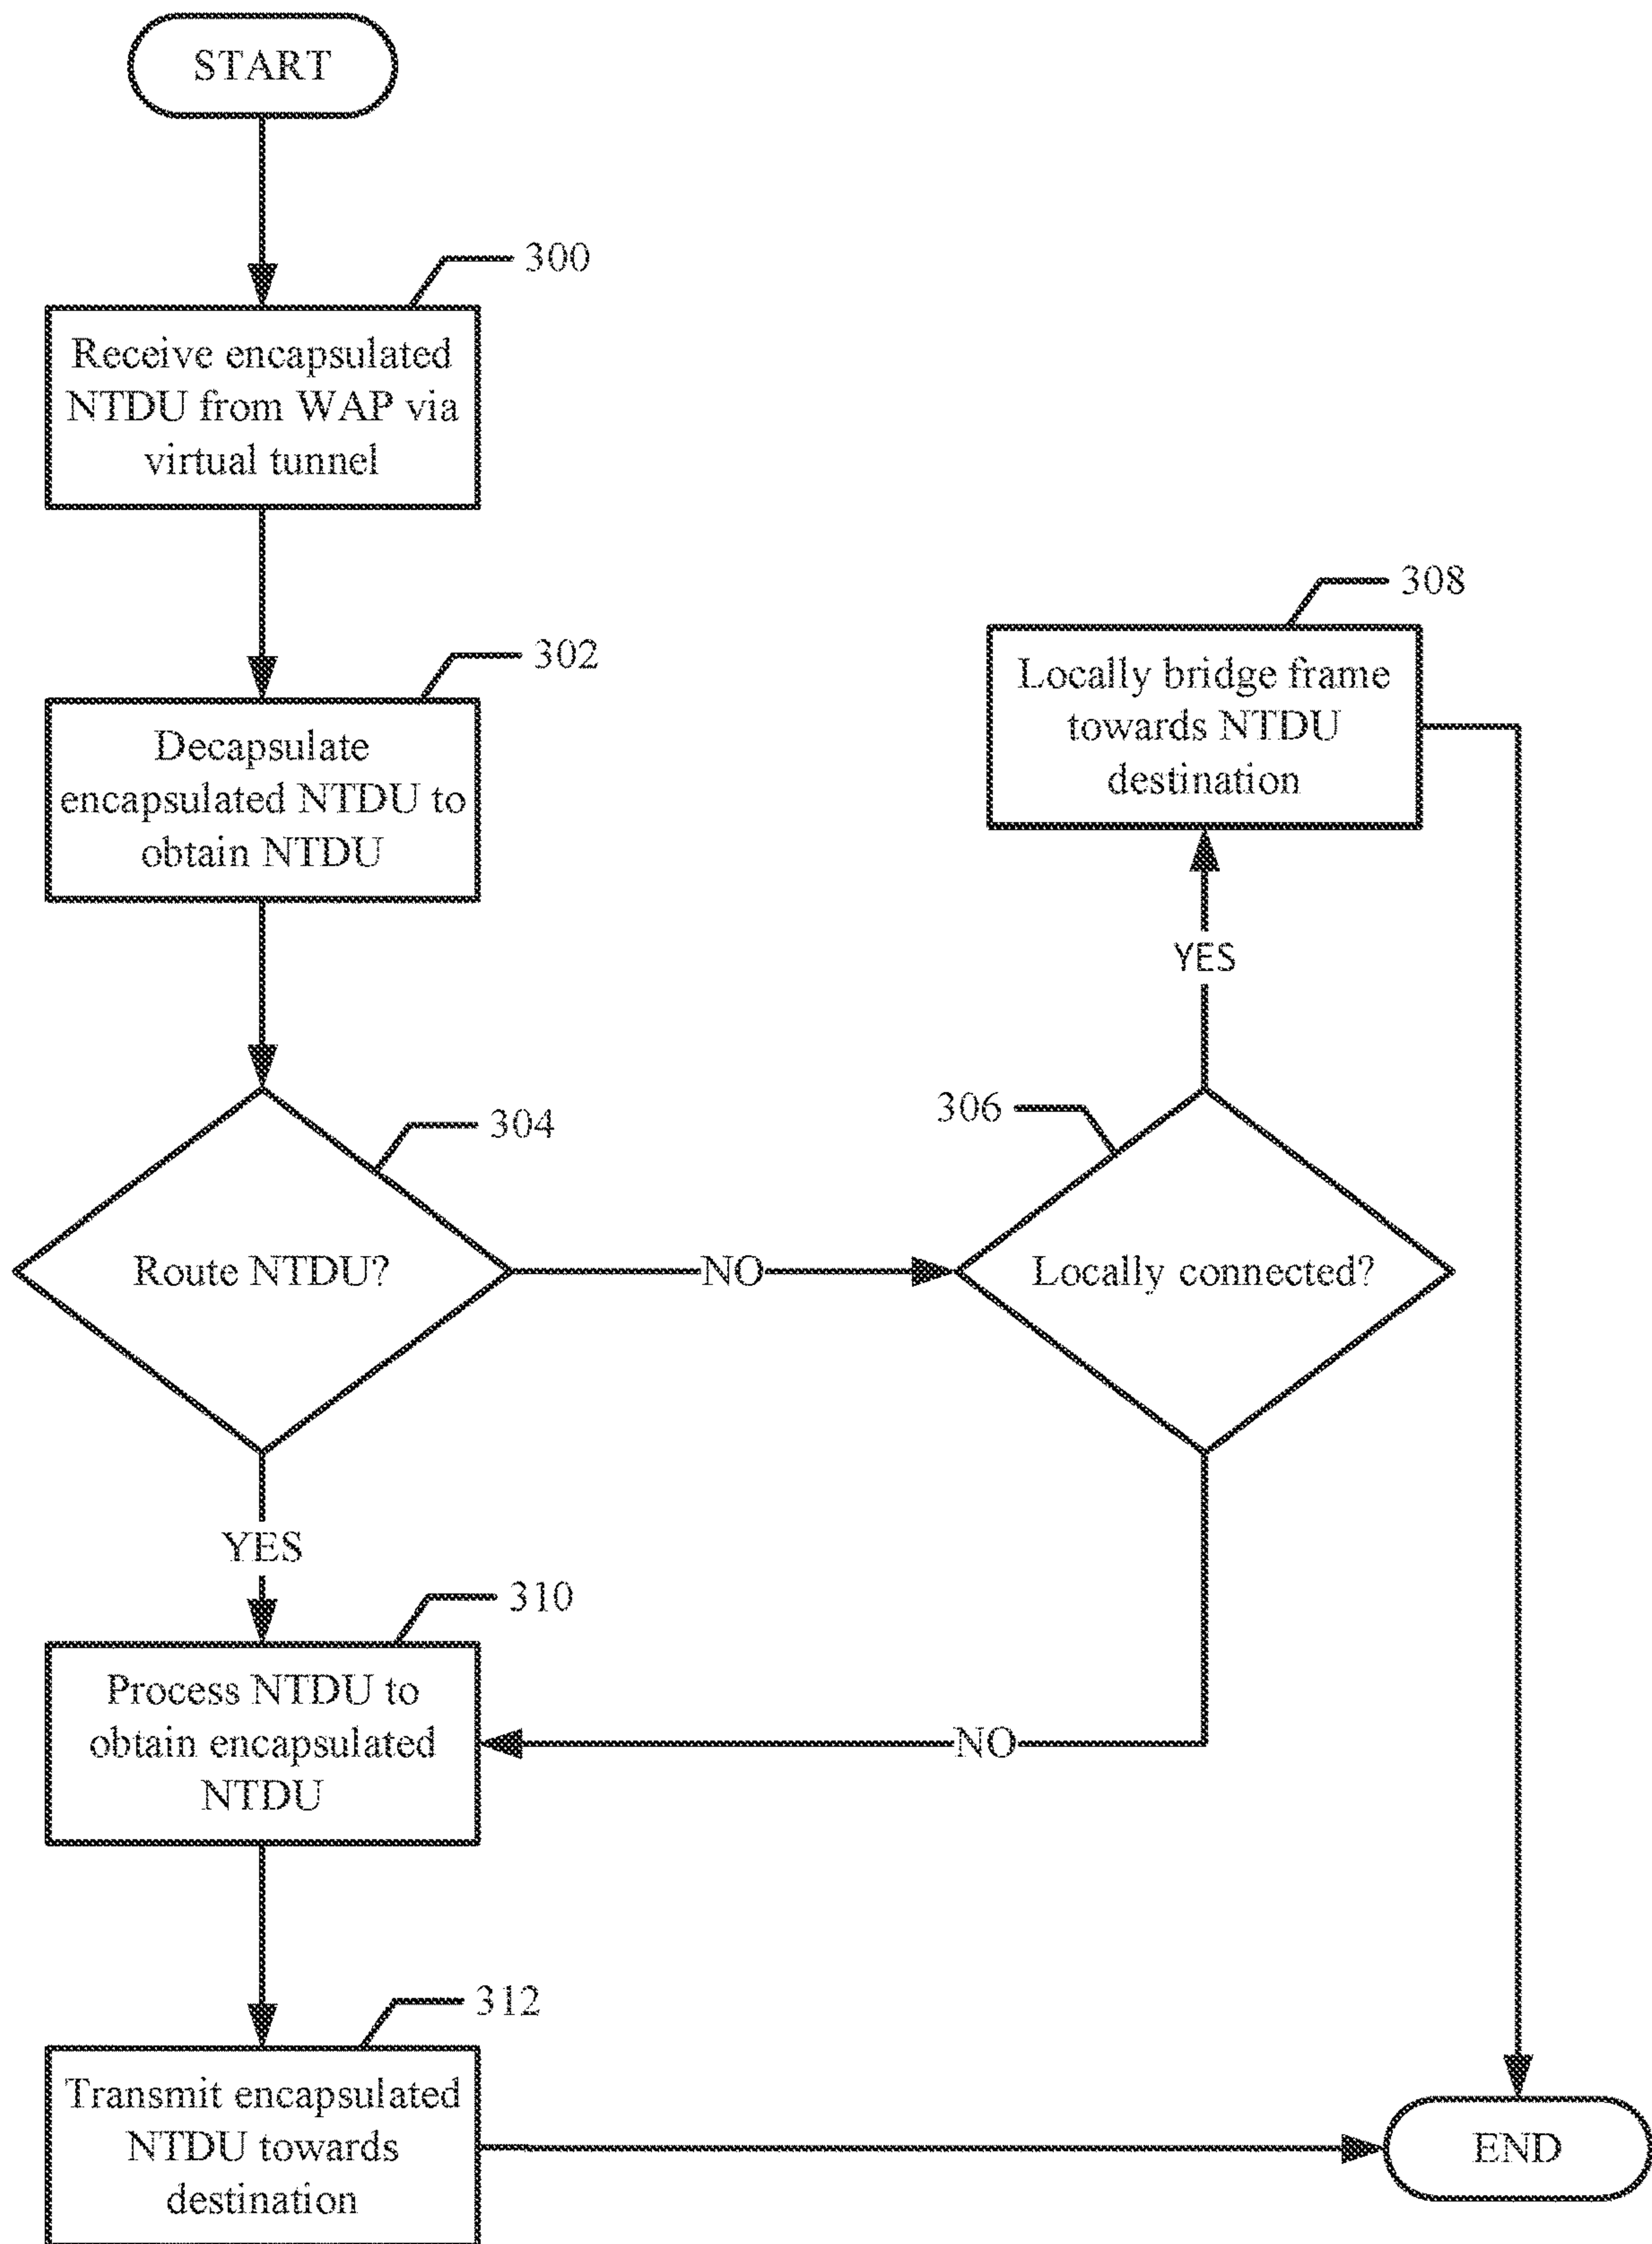 START
300
Receive encapsulated
NTDU from WAP via
virtual tunnel
302
Decapsulate
encapsulated NTDU to
obtain NTDU
304
Route NTDU?
NO
306
Locally connected?
YES
308
Locally bridge frame
towards NTDU
destination
YES
310
Process NTDU to
obtain encapsulated
NTDU
NO
312
Transmit encapsulated
NTDU towards
destination
END